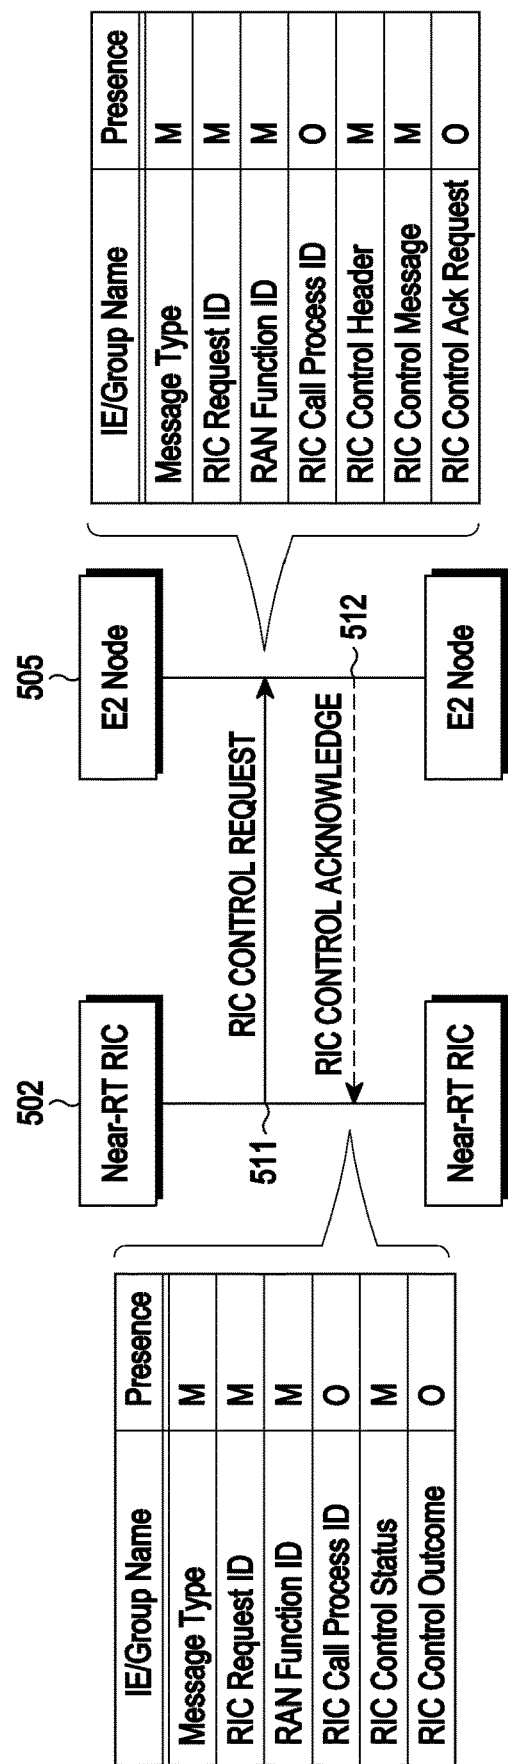 502
505
Near-RT RIC
E2 Node
RIC CONTROL REQUEST
511
RIC CONTROL ACKNOWLEDGE
512
Near-RT RIC
E2 Node
IE/Group Name Presence
Message Type M
RIC Request ID M
RAN Function ID M
RIC Call Process ID O
RIC Control Status M
RIC Control Outcome O
IE/Group Name Presence
Message Type M
RIC Request ID M
RAN Function ID M
RIC Call Process ID O
RIC Control Header M
RIC Control Message M
RIC Control Ack Request O